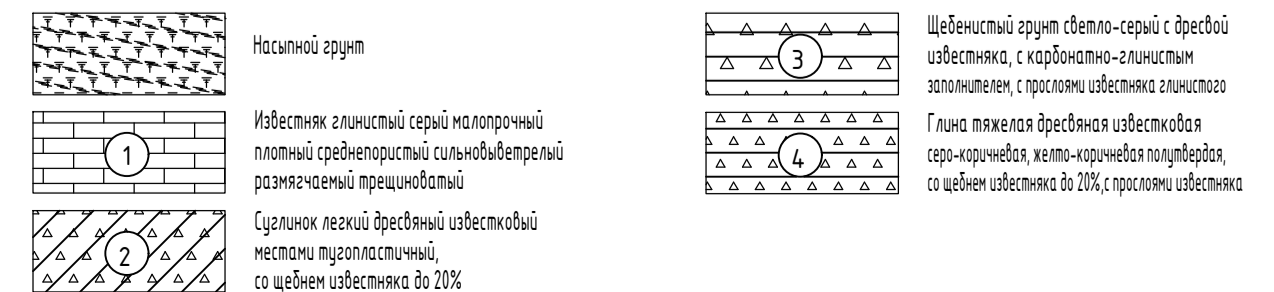 Насыпной грунт
1
Известняк глинистый серый малопрочный
плотный среднепористый сильновыветрелый
размягчаемый трещиноватый
2
Суглинок легкий дресвяный известковый
местами тугопластичный,
со щебнем известняка до 20%
3
Щебенистый грунт светло-серый с дресвой
известняка, с карбонатно-глинистым
заполнителем, с прослоями известняка глинистого
4
Глина тяжелая дресвяная известковая
серо-коричневая, желто-коричневая полутвердая,
со щебнем известняка до 20%,с прослоями известняка